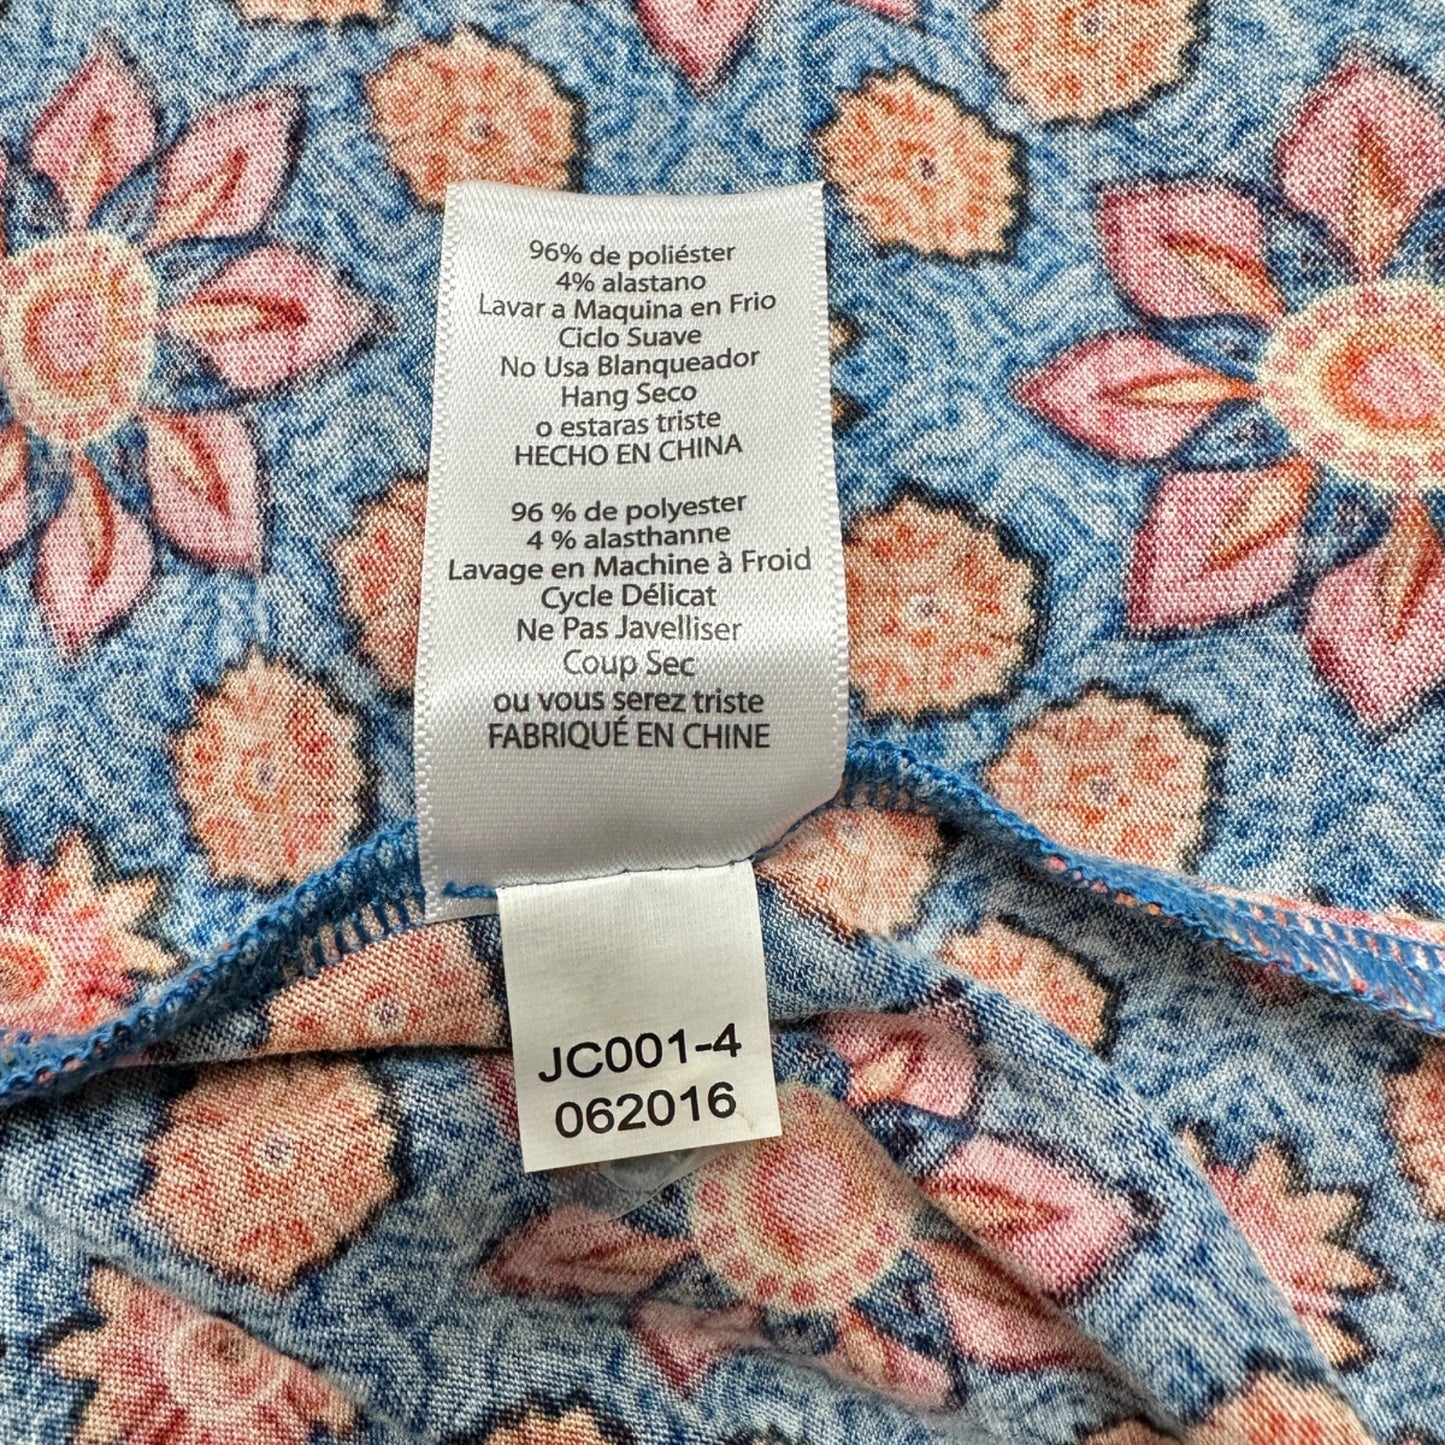 96% de poliéster
4% alastano
Lavar a Maquina en Frio
Ciclo Suave
No Usa Blanqueador
Hang Seco
o estaras triste
HECHO EN CHINA
96 % de polyester
4 % alasthanne
Lavage en Machine à Froid
Cycle Délicat
Ne Pas Javelliser
Coup Sec
ou vous serez triste
FABRIQUÉ EN CHINE
JC001-4
062016